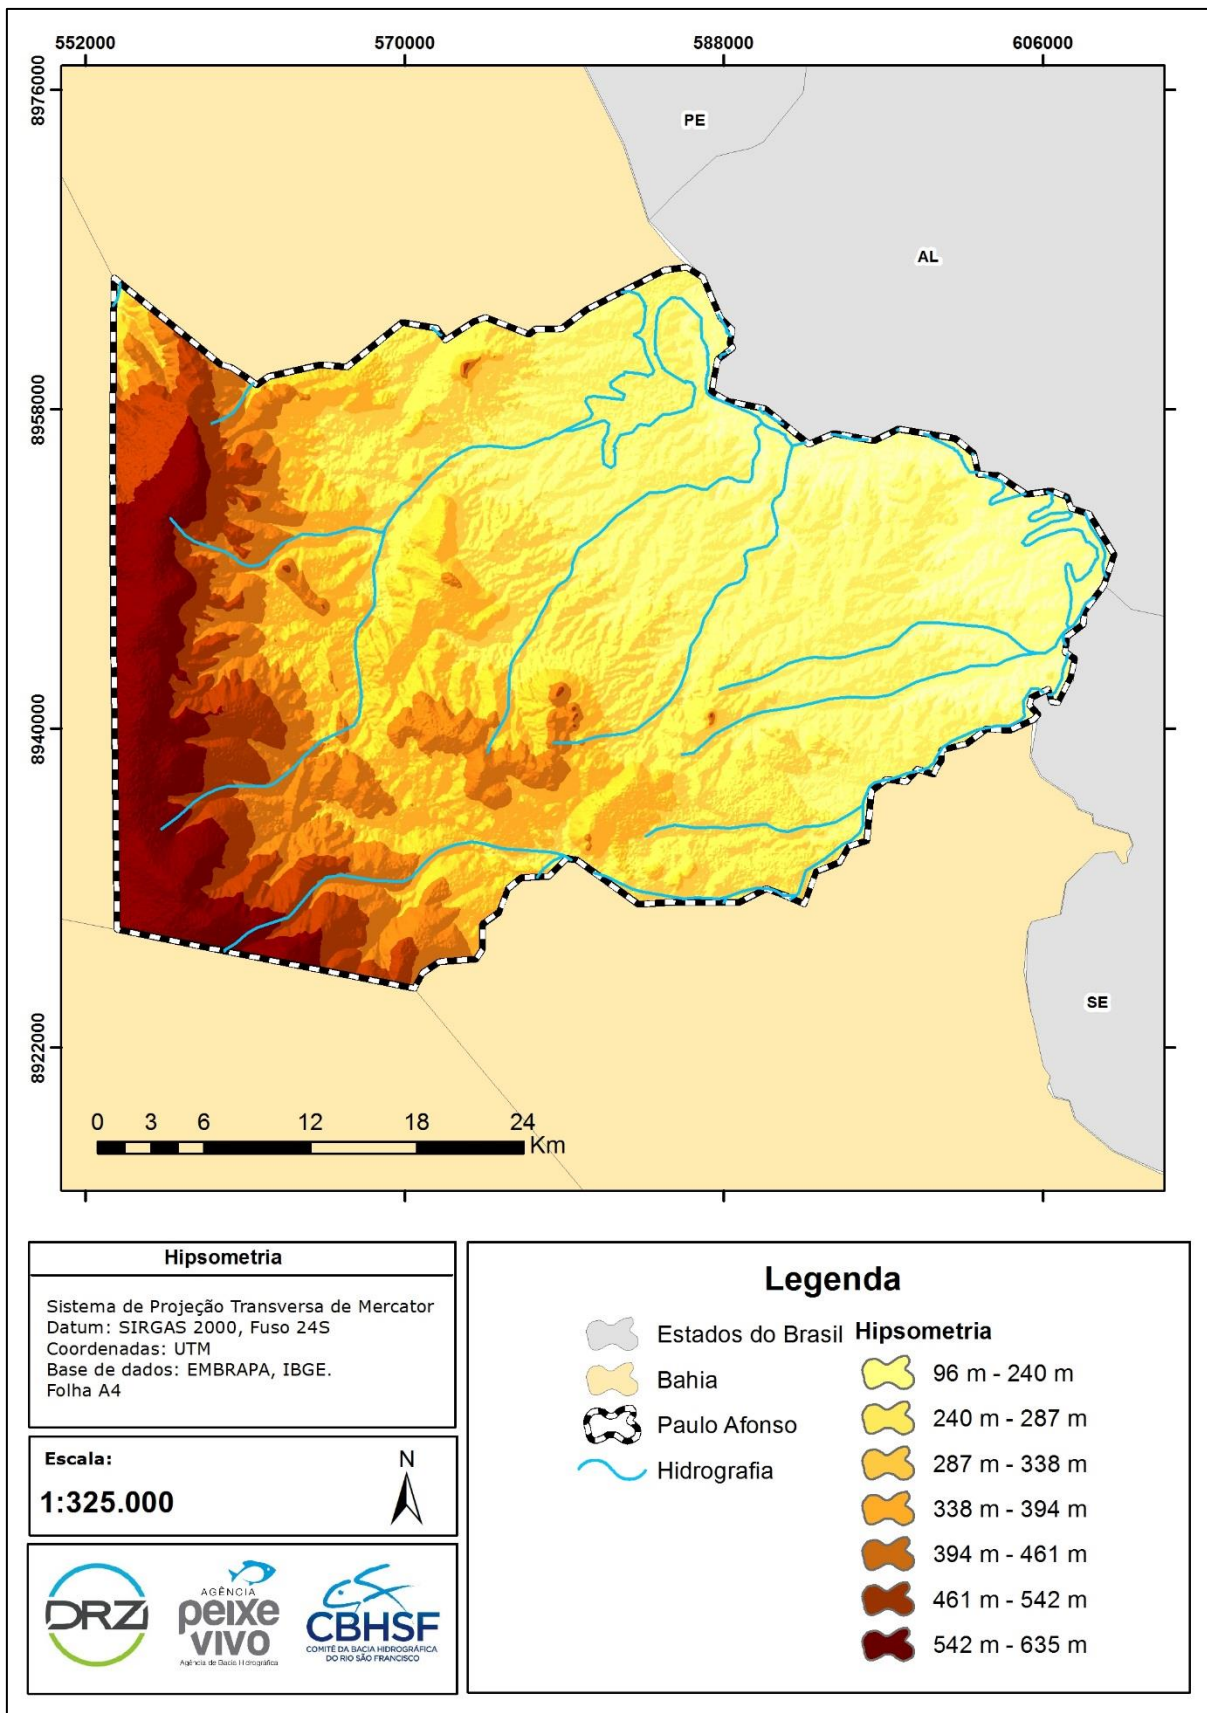 552000 570000 588000 606000
8976000
8958000
8940000
8922000
PE
AL
SE
0 3 6 12 18 24
Km
Hipsometria
Sistema de Projeção Transversa de Mercator
Datum: SIRGAS 2000, Fuso 24S
Coordenadas: UTM
Base de dados: EMBRAPA, IBGE.
Folha A4
Escala:
1:325.000
N
DRZ
AGÊNCIA
peixe
vivo
Agência de Bacia Hidrográfica
CBHSF
COMITÊ DA BACIA HIDROGRÁFICA
DO RIO SÃO FRANCISCO
Legenda
Estados do Brasil
Bahia
Paulo Afonso
Hidrografia
Hipsometria
96 m - 240 m
240 m - 287 m
287 m - 338 m
338 m - 394 m
394 m - 461 m
461 m - 542 m
542 m - 635 m